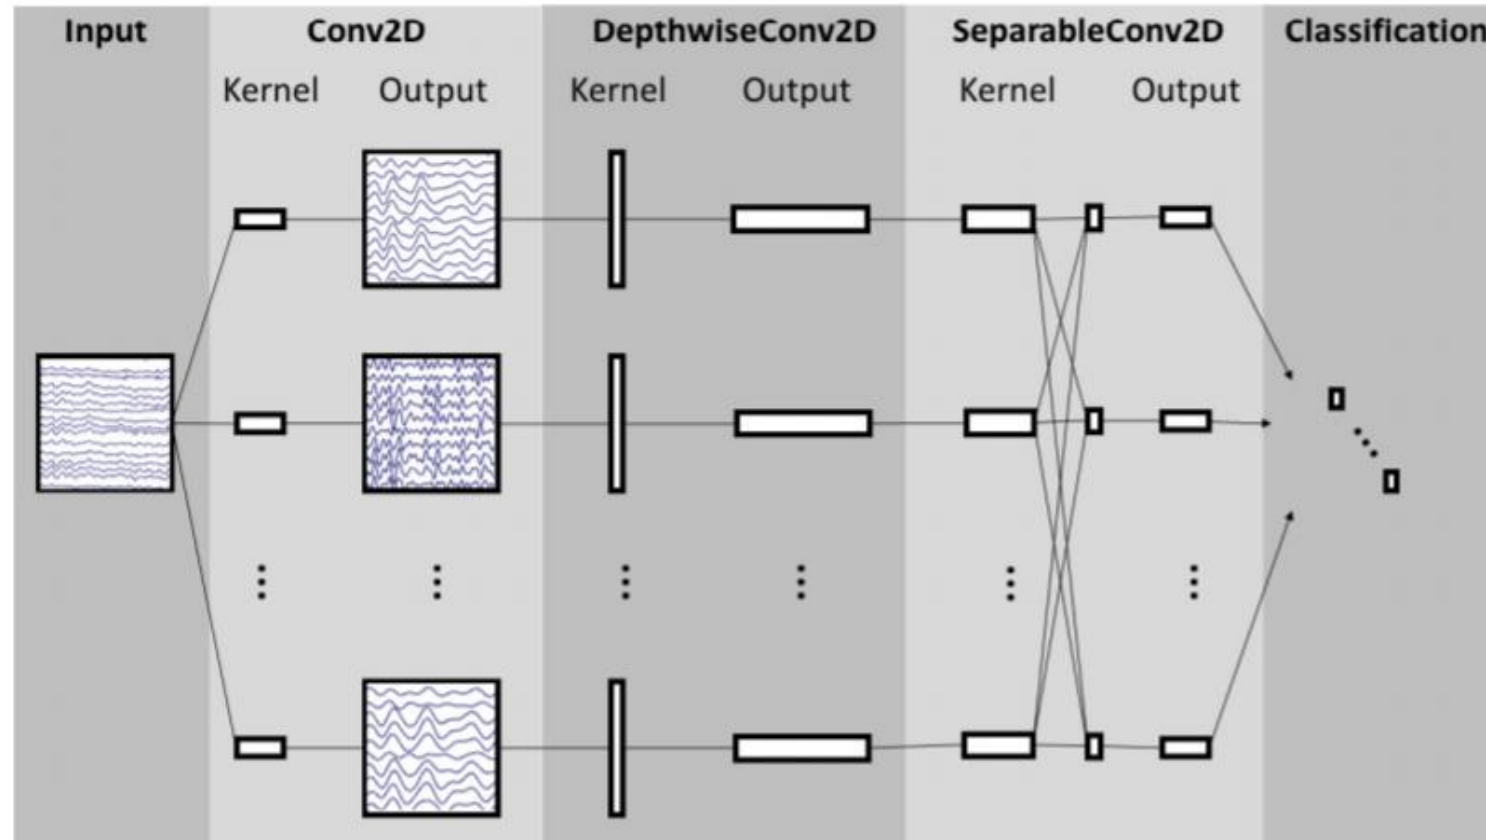 Input Conv2D DepthwiseConv2D SeparableConv2D Classification
Kernel Output Kernel Output Kernel Output